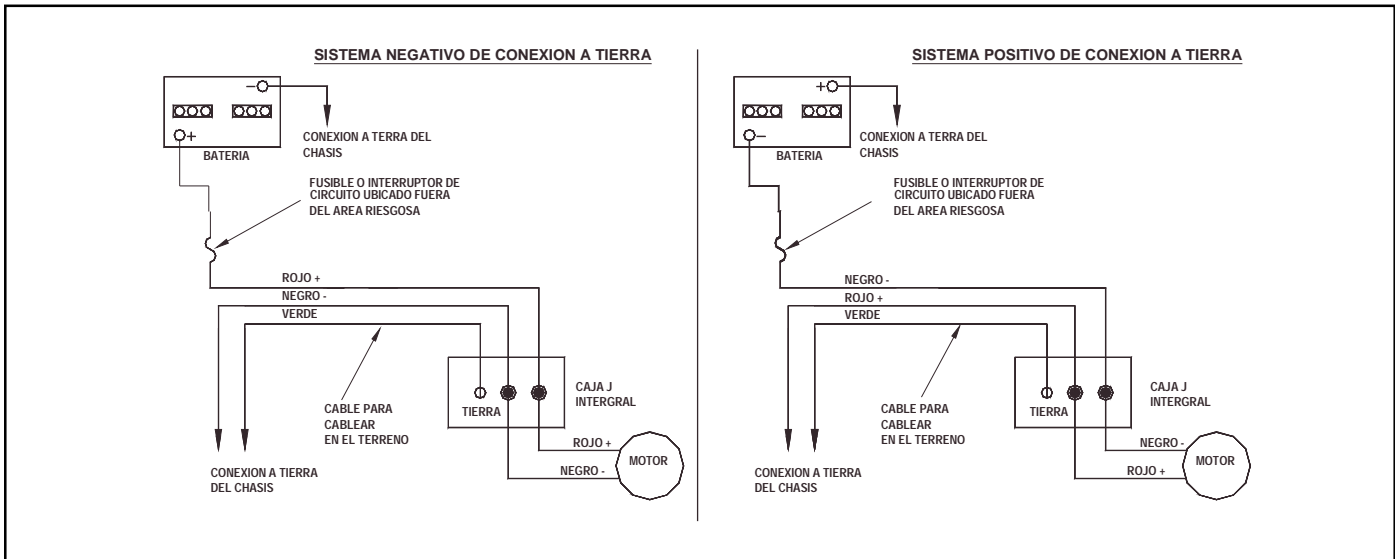 SISTEMA NEGATIVO DE CONEXION A TIERRA
−
+
BATERIA
CONEXION A TERRA DEL
CHASIS
FUSIBLE O INTERRUPTOR DE
CIRCUITO UBICADO FUERA
DEL AREA RIESGOSA
ROJO +
NEGRO -
VERDE
CABLE PARA
CABLEAR
EN EL TERRENO
TIERRA
CAJA J
INTERGRAL
ROJO +
NEGRO -
MOTOR
CONEXION A TIERRA
DEL CHASIS
SISTEMA POSITIVO DE CONEXION A TIERRA
+
−
BATERIA
CONEXION A TERRA DEL
CHASIS
FUSIBLE O INTERRUPTOR DE
CIRCUITO UBICADO FUERA
DEL AREA RIESGOSA
NEGRO -
ROJO +
VERDE
CABLE PARA
CABLEAR
EN EL TERRENO
TIERRA
CAJA J
INTERGRAL
NEGRO -
ROJO +
MOTOR
CONEXION A TIERRA
DEL CHASIS